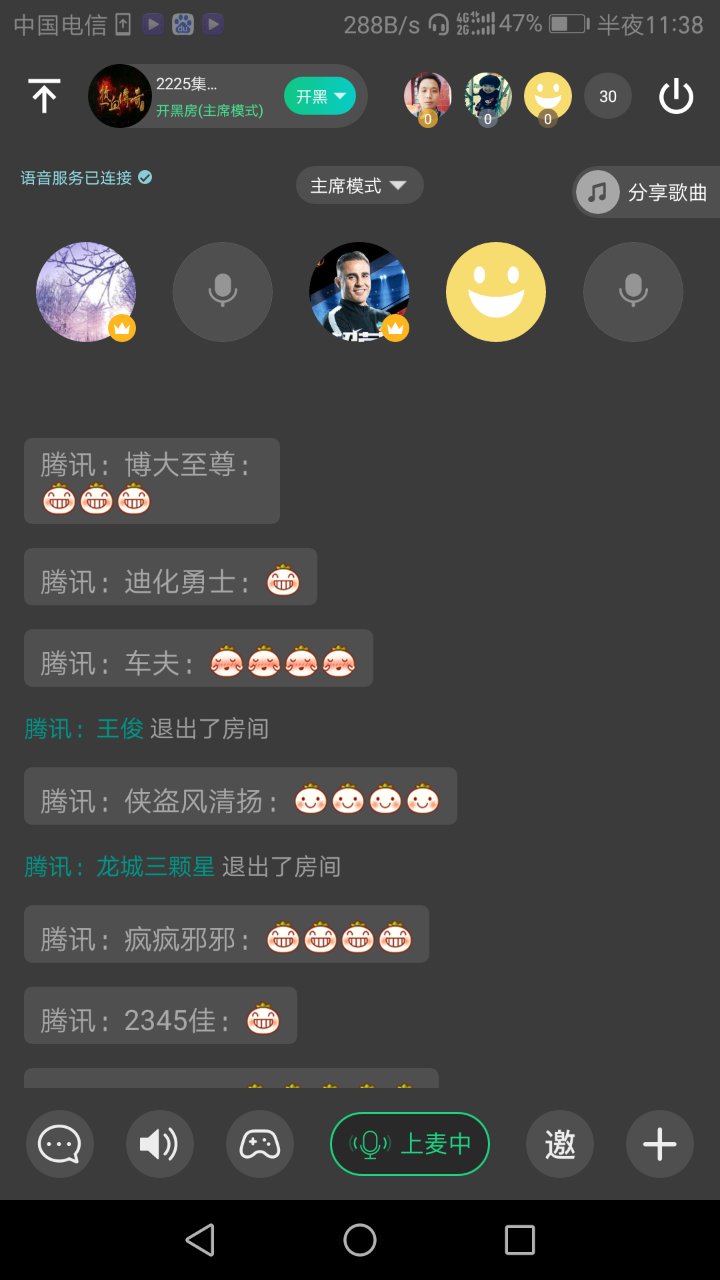 中国电信 288B/s 4G 2G 47% 半夜11:38
热血传奇
2225集...
开黑房(主席模式)
开黑
0
0
0
30
语音服务已连接
主席模式
分享歌曲
腾讯：博大至尊：
腾讯：迪化勇士：
腾讯：车夫：
腾讯：王俊 退出了房间
腾讯：侠盗风清扬：
腾讯：龙城三颗星 退出了房间
腾讯：疯疯邪邪：
腾讯：2345佳：
上麦中
邀